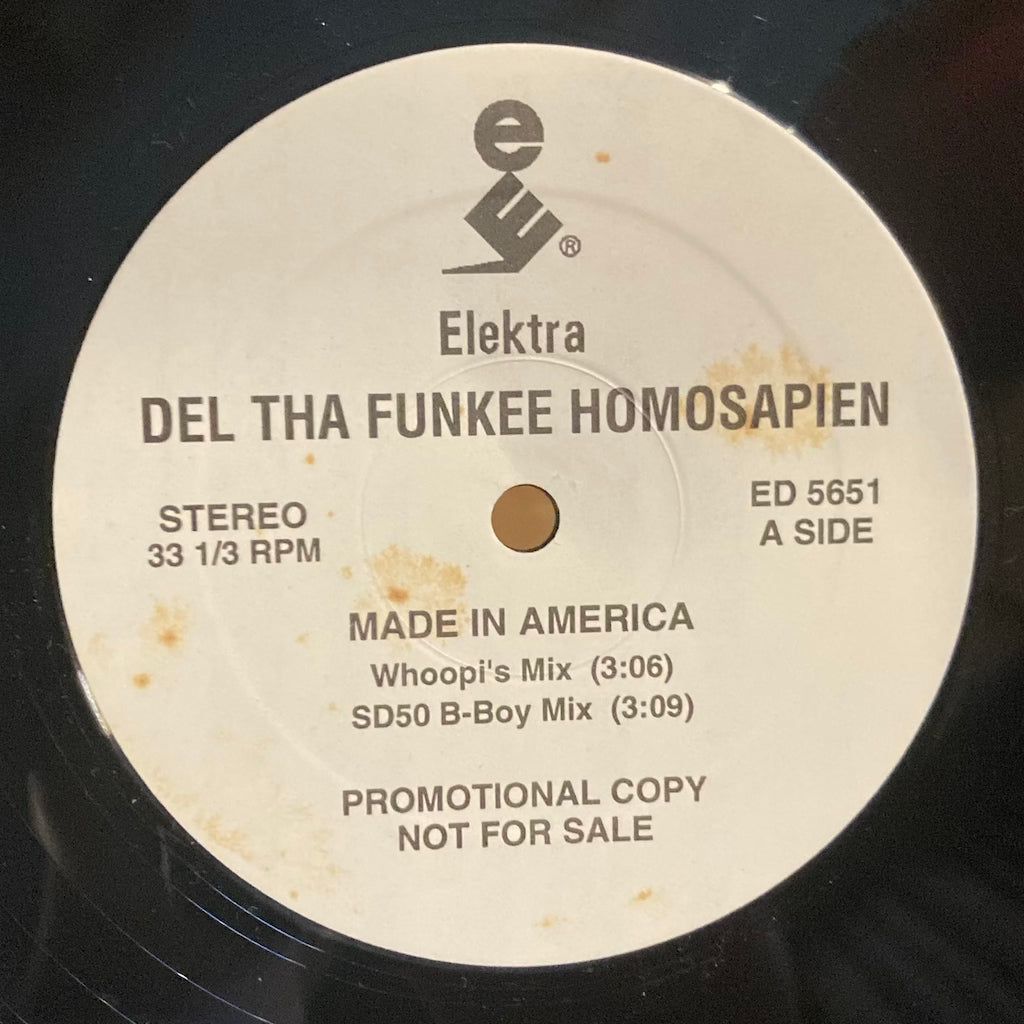 e
E
®
Elektra
DEL THA FUNKEE HOMOSAPIEN
STEREO
33 1/3 RPM
ED 5651
A SIDE
MADE IN AMERICA
Whoopi's Mix (3:06)
SD50 B-Boy Mix (3:09)
PROMOTIONAL COPY
NOT FOR SALE